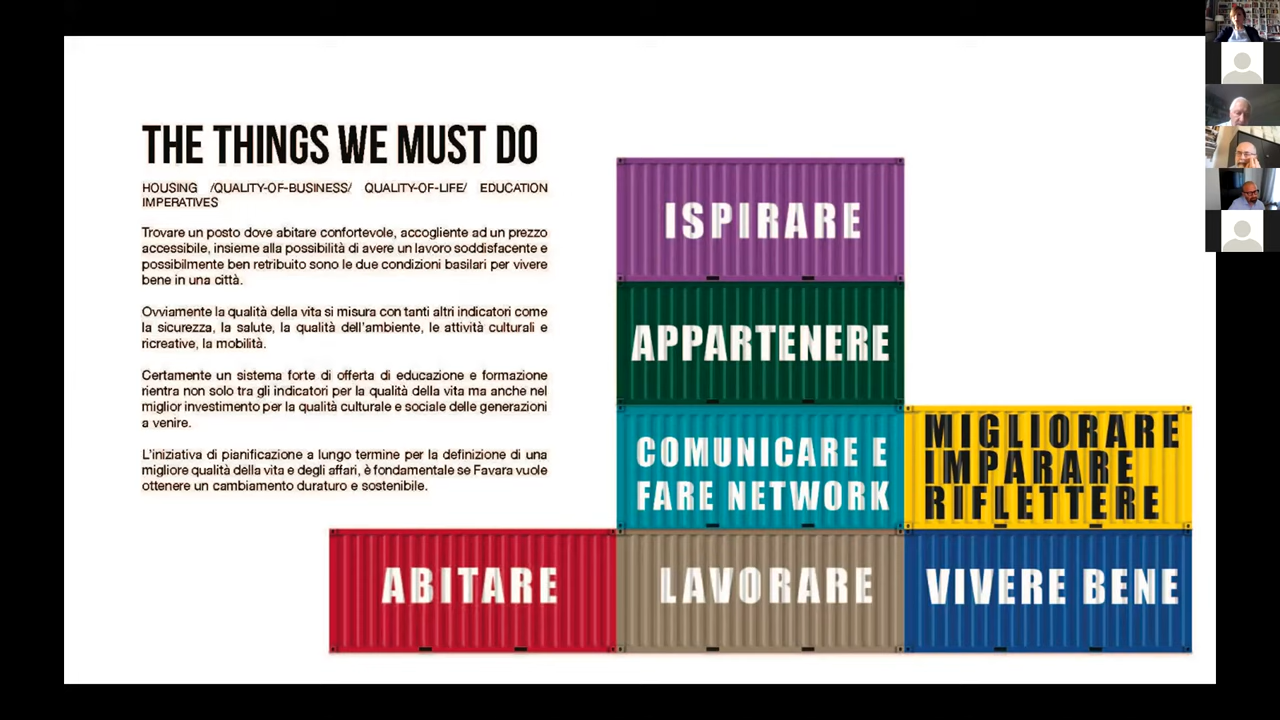 THE THINGS WE MUST DO
HOUSING /QUALITY-OF-BUSINESS/ QUALITY-OF-LIFE/ EDUCATION
IMPERATIVES
Trovare un posto dove abitare confortevole, accogliente ad un prezzo
accessibile, insieme alla possibilità di avere un lavoro soddisfacente e
possibilmente ben retribuito sono le due condizioni basilari per vivere
bene in una città.
Ovviamente la qualità della vita si misura con tanti altri indicatori come
la sicurezza, la salute, la qualità dell'ambiente, le attività culturali e
ricreative, la mobilità.
Certamente un sistema forte di offerta di educazione e formazione
rientra non solo tra gli indicatori per la qualità della vita ma anche nel
miglior investimento per la qualità culturale e sociale delle generazioni
a venire.
L'iniziativa di pianificazione a lungo termine per la definizione di una
migliore qualità della vita e degli affari, è fondamentale se Favara vuole
ottenere un cambiamento duraturo e sostenibile.
ISPIRARE
APPARTENERE
COMUNICARE E
FARE NETWORK
MIGLIORARE
IMPARARE
RIFLETTERE
ABITARE
LAVORARE
VIVERE BENE